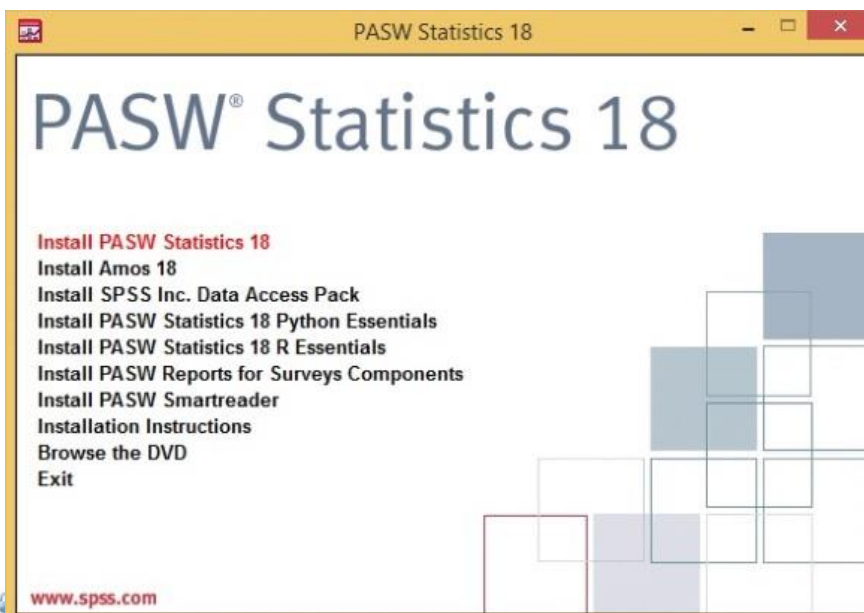 PASW Statistics 18
PASW® Statistics 18
Install PASW Statistics 18
Install Amos 18
Install SPSS Inc. Data Access Pack
Install PASW Statistics 18 Python Essentials
Install PASW Statistics 18 R Essentials
Install PASW Reports for Surveys Components
Install PASW Smartreader
Installation Instructions
Browse the DVD
Exit
www.spss.com